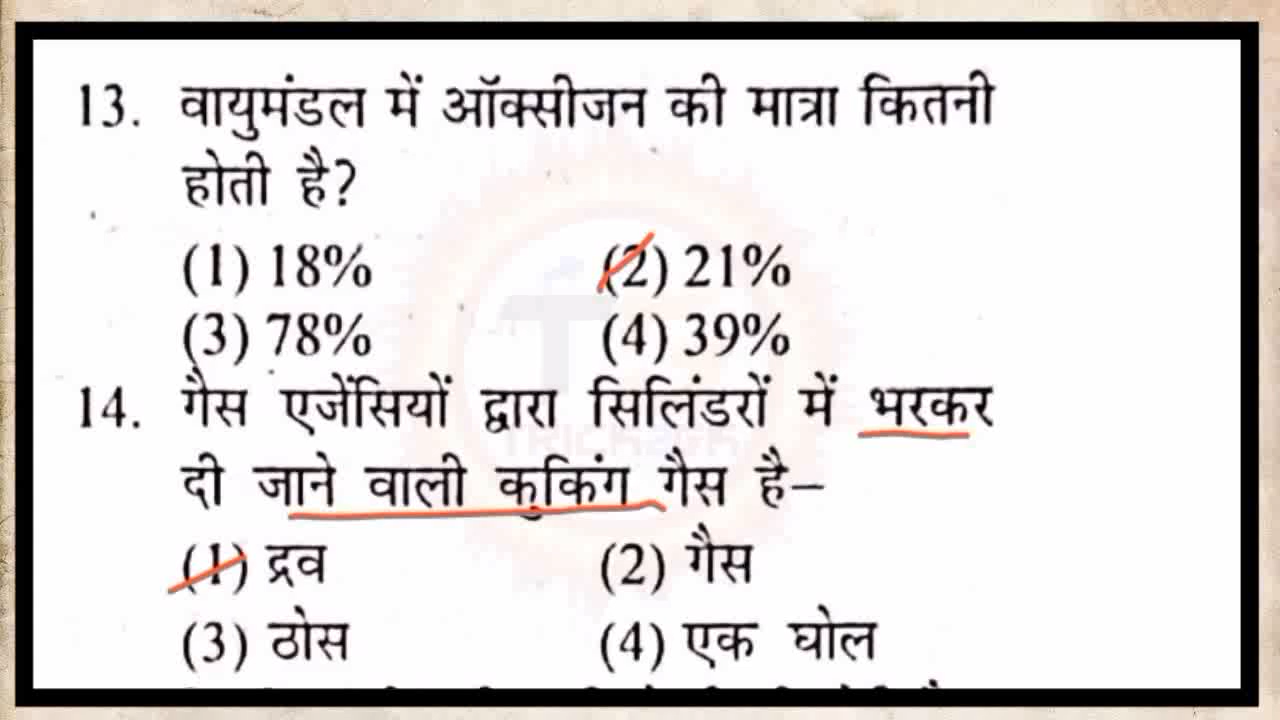 13. वायुमंडल में ऑक्सीजन की मात्रा कितनी
होती है?
(1) 18% (2) 21%
(3) 78% (4) 39%
14. गैस एजेंसियों द्वारा सिलिंडरों में भरकर
दी जाने वाली कुकिंग गैस है–
(1) द्रव (2) गैस
(3) ठोस (4) एक घोल